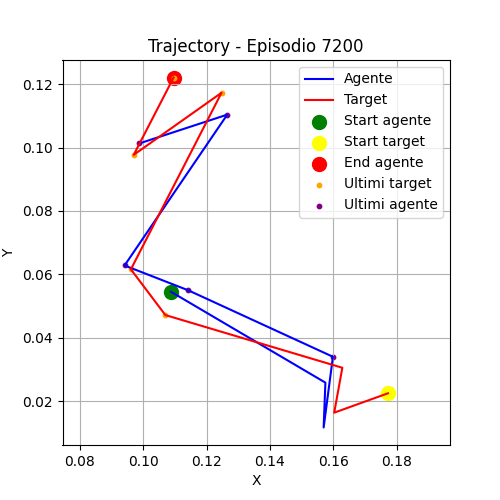 Trajectory - Episodio 7200
Agente
Target
Start agente
Start target
End agente
Ultimi target
Ultimi agente
Y
0.12
0.10
0.08
0.06
0.04
0.02
0.08
0.10
0.12
0.14
0.16
0.18
X